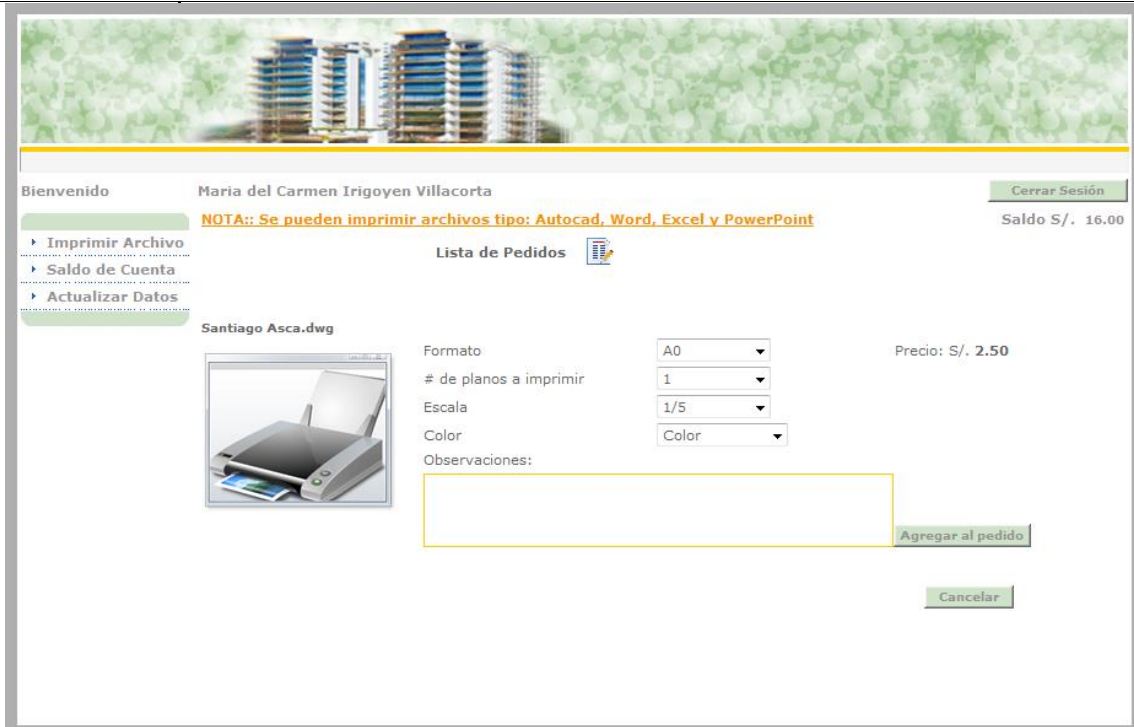 Bienvenido Maria del Carmen Irigoyen Villacorta Cerrar Sesión
NOTA:: Se pueden imprimir archivos tipo: Autocad, Word, Excel y PowerPoint Saldo S/. 16.00
Imprimir Archivo
Lista de Pedidos
Saldo de Cuenta
Actualizar Datos
Santiago Asca.dwg
Formato A0 Precio: S/. 2.50
# de planos a imprimir 1
Escala 1/5
Color Color
Observaciones:
Agregar al pedido
Cancelar